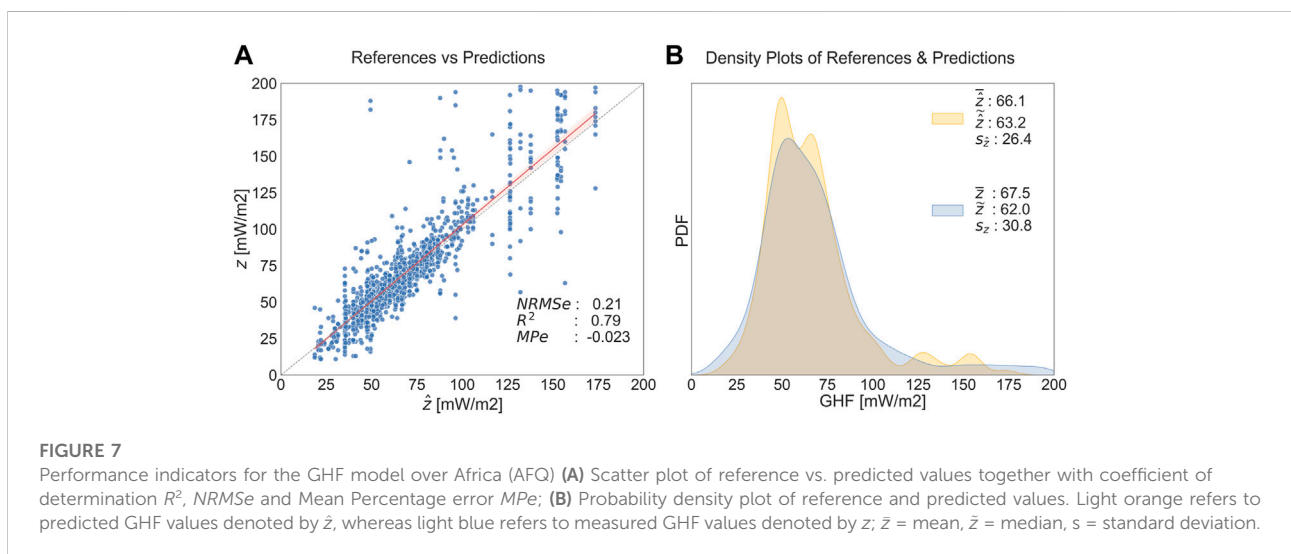 A References vs Predictions
200
175
150
125
100
75
50
25
0
z [mW/m2]
NRMSe : 0.21
R² : 0.79
MPe : -0.023
0 25 50 75 100 125 150 175 200
ẑ [mW/m2]
B Density Plots of References & Predictions
PDF
z̄̂ : 66.1
z̃̂ : 63.2
s_ẑ : 26.4
z̄ : 67.5
z̃ : 62.0
s_z : 30.8
0 25 50 75 100 125 150 175 200
GHF [mW/m2]
FIGURE 7
Performance indicators for the GHF model over Africa (AFQ) (A) Scatter plot of reference vs. predicted values together with coefficient of
determination R², NRMSe and Mean Percentage error MPe; (B) Probability density plot of reference and predicted values. Light orange refers to
predicted GHF values denoted by ẑ, whereas light blue refers to measured GHF values denoted by z; z̄ = mean, z̃ = median, s = standard deviation.